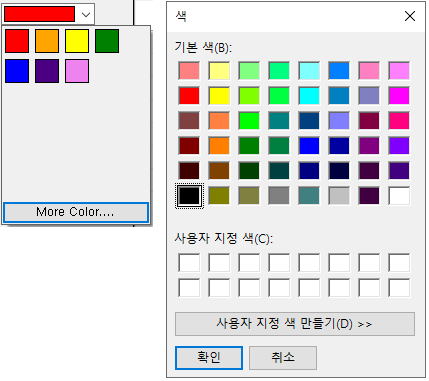 More Color....
색
기본 색(B):
사용자 지정 색(C):
사용자 지정 색 만들기(D) >>
확인
취소